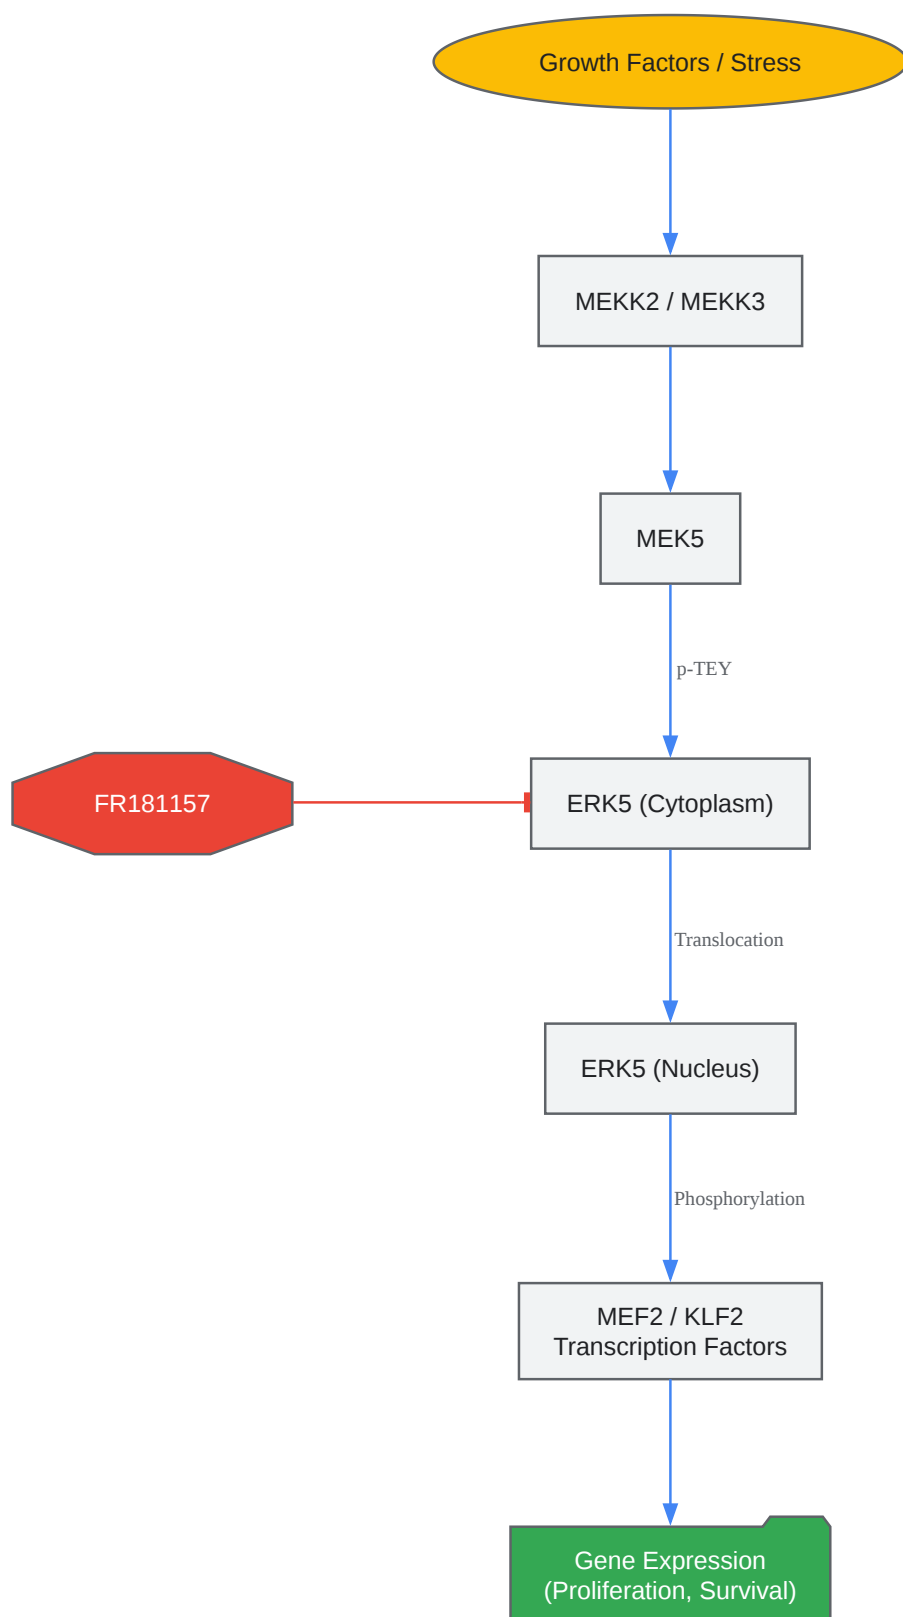 Growth Factors / Stress
MEKK2 / MEKK3
MEK5
p-TEY
FR181157
ERK5 (Cytoplasm)
Translocation
ERK5 (Nucleus)
Phosphorylation
MEF2 / KLF2
Transcription Factors
Gene Expression
(Proliferation, Survival)